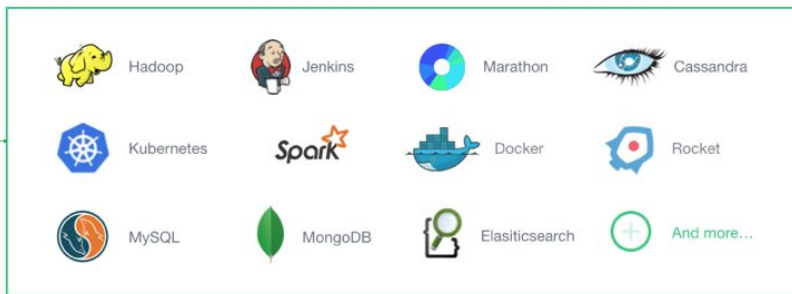 Hadoop
Jenkins
Marathon
Cassandra
Kubernetes
Spark
Docker
Rocket
MySQL
MongoDB
Elasiticsearch
And more...